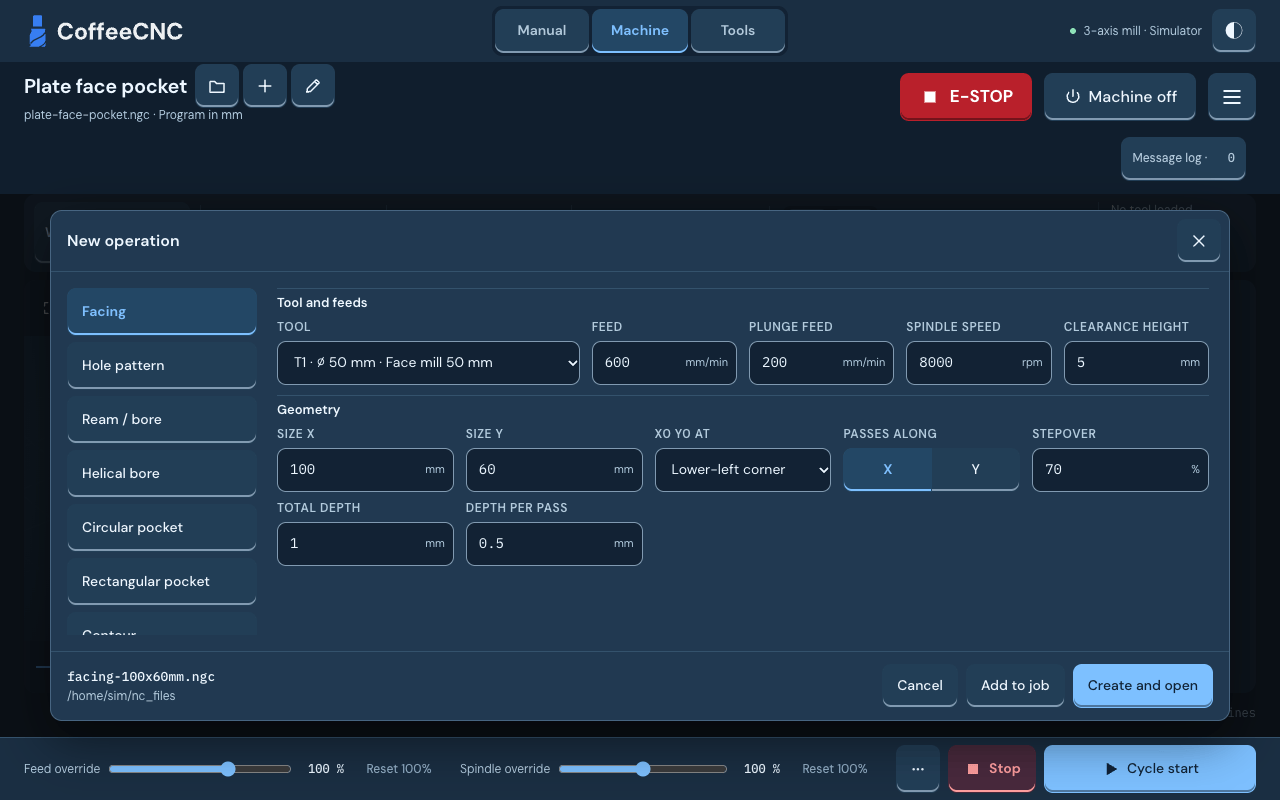 CoffeeCNC
Manual
Machine
Tools
3-axis mill · Simulator
Plate face pocket
plate-face-pocket.ngc · Program in mm
E-STOP
Machine off
Message log · 0
No tool loaded
New operation
Facing
Hole pattern
Ream / bore
Helical bore
Circular pocket
Rectangular pocket
Contour
Tool and feeds
TOOL FEED PLUNGE FEED SPINDLE SPEED CLEARANCE HEIGHT
T1 · ⌀ 50 mm · Face mill 50 mm 600 mm/min 200 mm/min 8000 rpm 5 mm
Geometry
SIZE X SIZE Y X0 Y0 AT PASSES ALONG STEPOVER
100 mm 60 mm Lower-left corner X Y 70 %
TOTAL DEPTH DEPTH PER PASS
1 mm 0.5 mm
facing-100x60mm.ngc
/home/sim/nc_files
Cancel
Add to job
Create and open
Feed override 100 % Reset 100% Spindle override 100 % Reset 100%
···
Stop
Cycle start